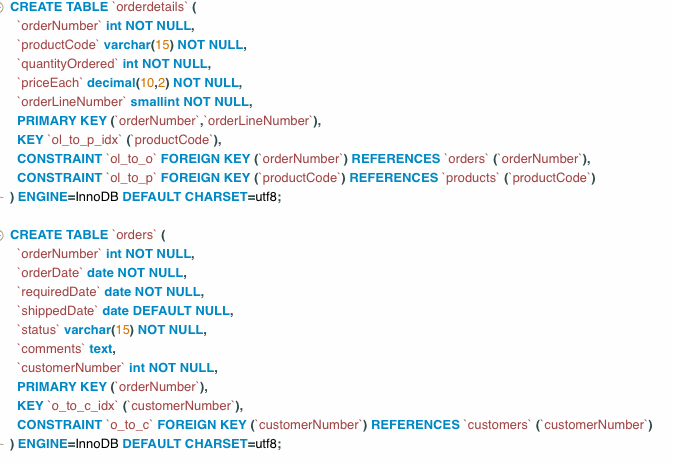 CREATE TABLE `orderdetails` (
`orderNumber` int NOT NULL,
`productCode` varchar(15) NOT NULL,
`quantityOrdered` int NOT NULL,
`priceEach` decimal(10,2) NOT NULL,
`orderLineNumber` smallint NOT NULL,
PRIMARY KEY (`orderNumber`,`orderLineNumber`),
KEY `ol_to_p_idx` (`productCode`),
CONSTRAINT `ol_to_o` FOREIGN KEY (`orderNumber`) REFERENCES `orders` (`orderNumber`),
CONSTRAINT `ol_to_p` FOREIGN KEY (`productCode`) REFERENCES `products` (`productCode`)
) ENGINE=InnoDB DEFAULT CHARSET=utf8;
CREATE TABLE `orders` (
`orderNumber` int NOT NULL,
`orderDate` date NOT NULL,
`requiredDate` date NOT NULL,
`shippedDate` date DEFAULT NULL,
`status` varchar(15) NOT NULL,
`comments` text,
`customerNumber` int NOT NULL,
PRIMARY KEY (`orderNumber`),
KEY `o_to_c_idx` (`customerNumber`),
CONSTRAINT `o_to_c` FOREIGN KEY (`customerNumber`) REFERENCES `customers` (`customerNumber`)
) ENGINE=InnoDB DEFAULT CHARSET=utf8;